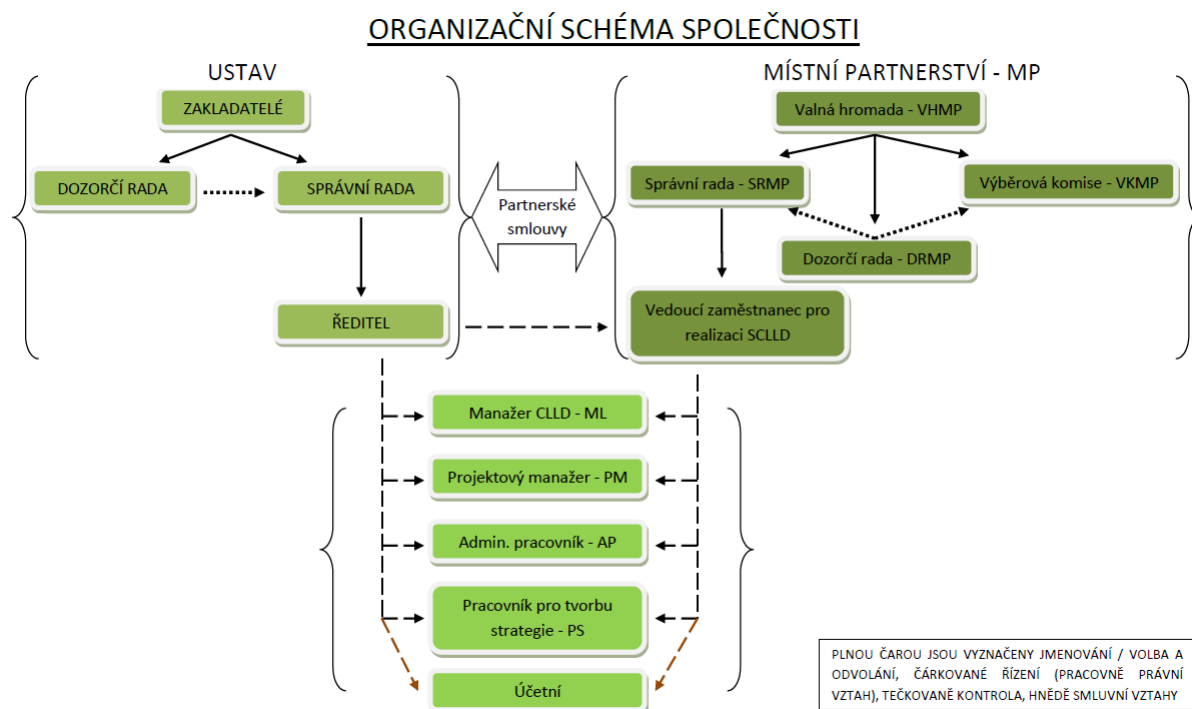 ORGANIZAČNÍ SCHÉMA SPOLEČNOSTI
USTAV
MÍSTNÍ PARTNERSTVÍ - MP
ZAKLADATELÉ
Valná hromada - VHMP
DOZORČÍ RADA
SPRÁVNÍ RADA
Partnerské
smlouvy
Správní rada - SRMP
Výběrová komise - VKMP
Dozorčí rada - DRMP
ŘEDITEL
Vedoucí zaměstnanec pro
realizaci SCLLD
Manažer CLLD - ML
Projektový manažer - PM
Admin. pracovník - AP
Pracovník pro tvorbu
strategie - PS
Účetní
PLNOU ČAROU JSOU VYZNAČENY JMENOVÁNÍ / VOLBA A
ODVOLÁNÍ, ČÁRKOVANÉ ŘÍZENÍ (PRACOVNĚ PRÁVNÍ
VZTAH), TEČKOVANĚ KONTROLA, HNĚDĚ SMLUVNÍ VZTAHY